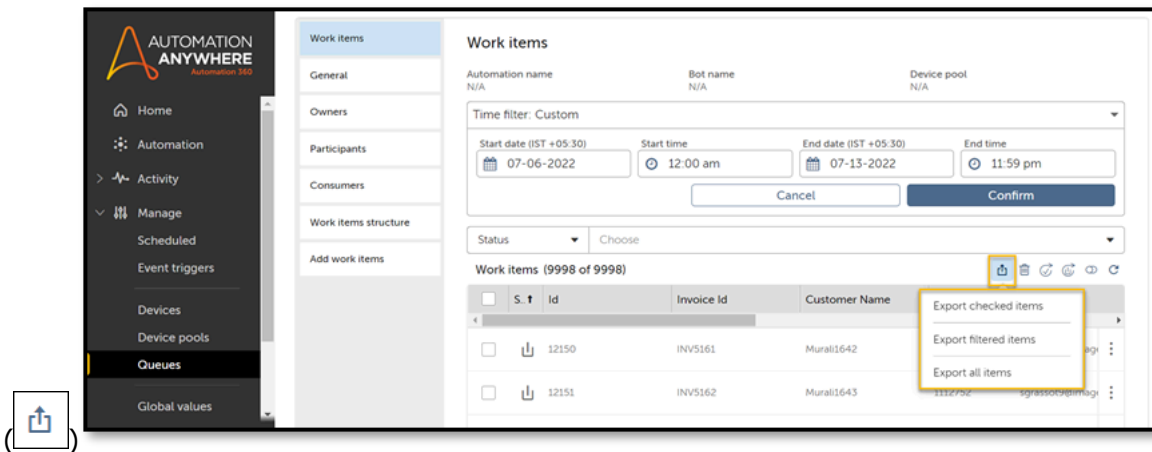 AUTOMATION
ANYWHERE
Automation 360
Home
Automation
Activity
Manage
Scheduled
Event triggers
Devices
Device pools
Queues
Global values
Work items
General
Owners
Participants
Consumers
Work items structure
Add work items
Work items
Automation name Bot name Device pool
N/A N/A N/A
Time filter: Custom
Start date (IST +05:30) Start time End date (IST +05:30) End time
07-06-2022 12:00 am 07-13-2022 11:59 pm
Cancel Confirm
Status Choose
Work items (9998 of 9998)
S.. Id Invoice Id Customer Name
Export checked items
Export filtered items
Export all items
12150 INV5161 Murali1642
12151 INV5162 Murali1643
( )